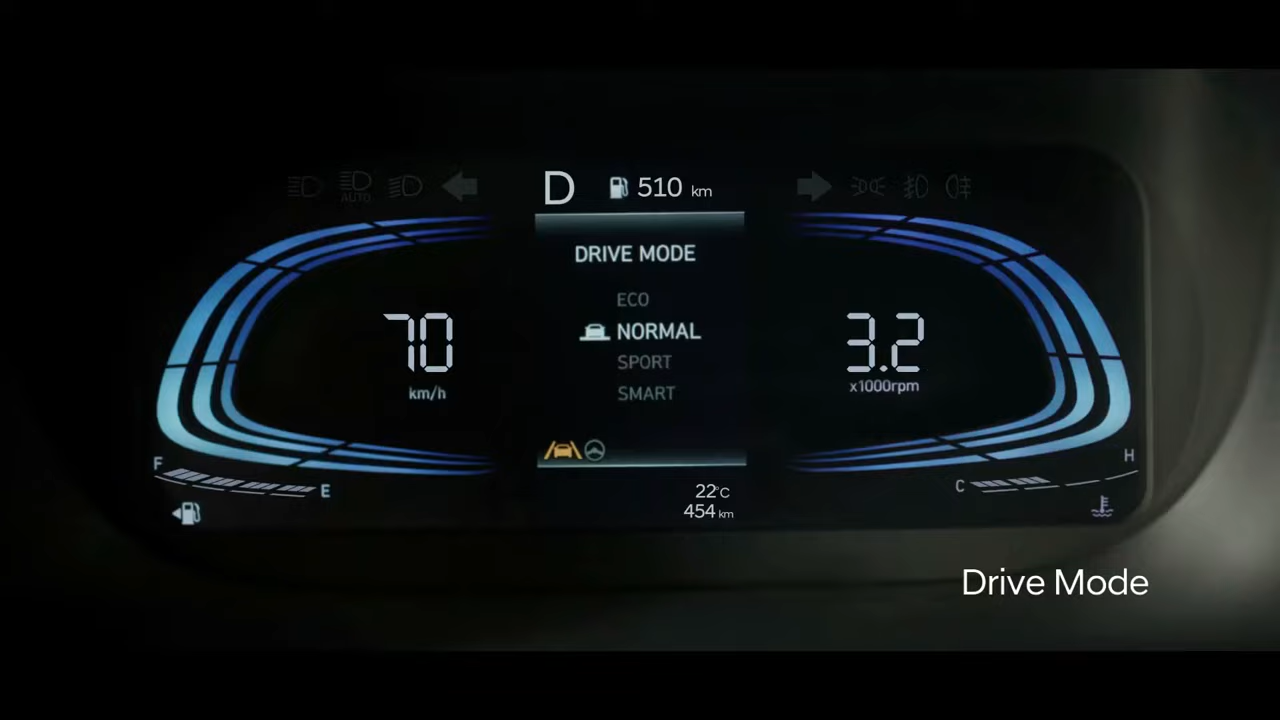 AUTO
D 510 km
DRIVE MODE
ECO
NORMAL
SPORT
SMART
70
km/h
3.2
x1000rpm
F
E
C
H
22°C
454 km
Drive Mode